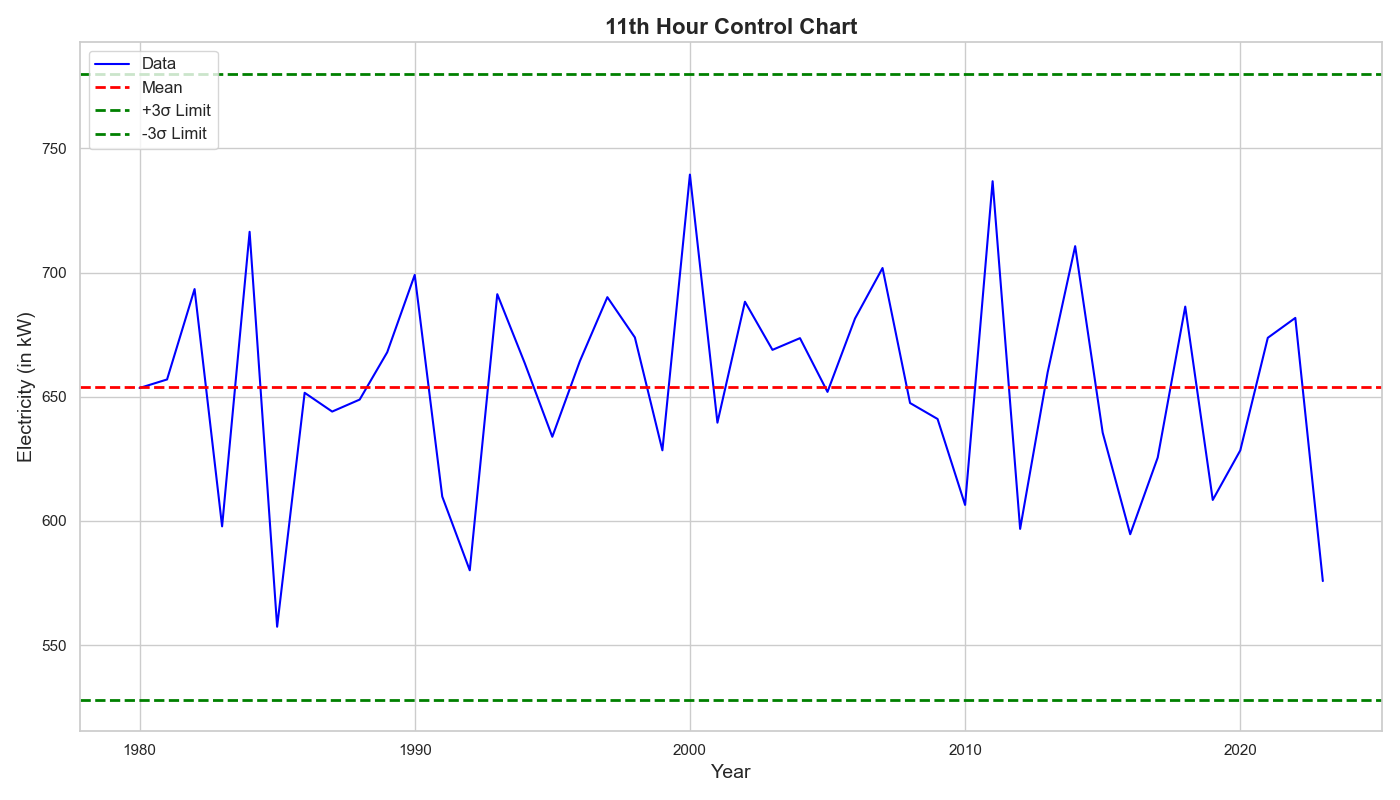 11th Hour Control Chart
Data
Mean
+3σ Limit
-3σ Limit
Electricity (in kW)
750
700
650
600
550
1980
1990
2000
2010
2020
Year